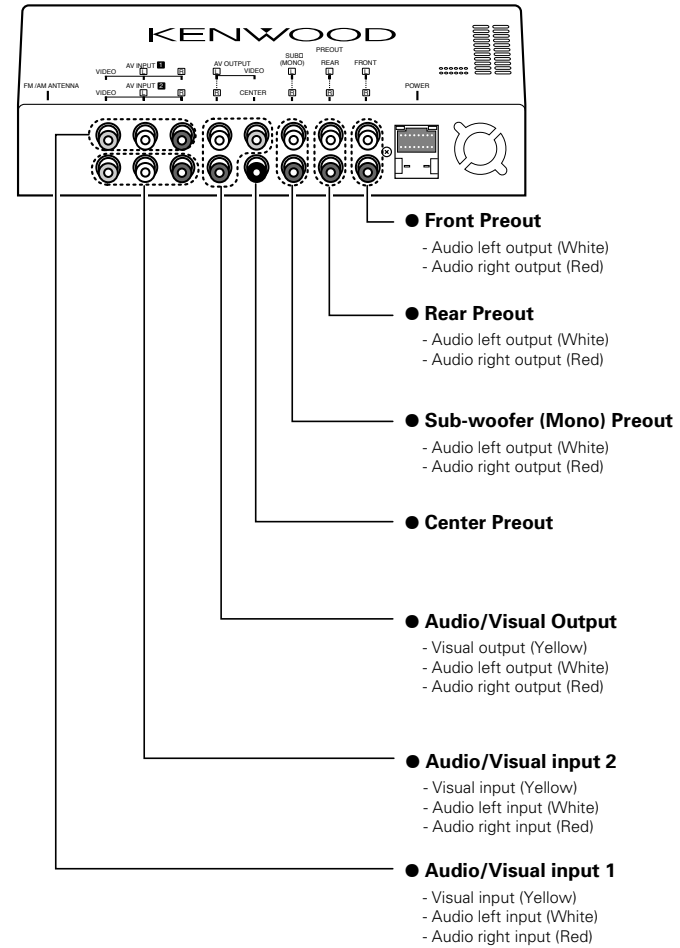 KENWOOD
PREOUT
SUB□
(MONO) REAR FRONT
AV INPUT 1 AV OUTPUT
VIDEO L R L VIDEO L L L
FM /AM ANTENNA VIDEO AV INPUT 2 L R R CENTER R R R POWER
● Front Preout
- Audio left output (White)
- Audio right output (Red)
● Rear Preout
- Audio left output (White)
- Audio right output (Red)
● Sub-woofer (Mono) Preout
- Audio left output (White)
- Audio right output (Red)
● Center Preout
● Audio/Visual Output
- Visual output (Yellow)
- Audio left output (White)
- Audio right output (Red)
● Audio/Visual input 2
- Visual input (Yellow)
- Audio left input (White)
- Audio right input (Red)
● Audio/Visual input 1
- Visual input (Yellow)
- Audio left input (White)
- Audio right input (Red)